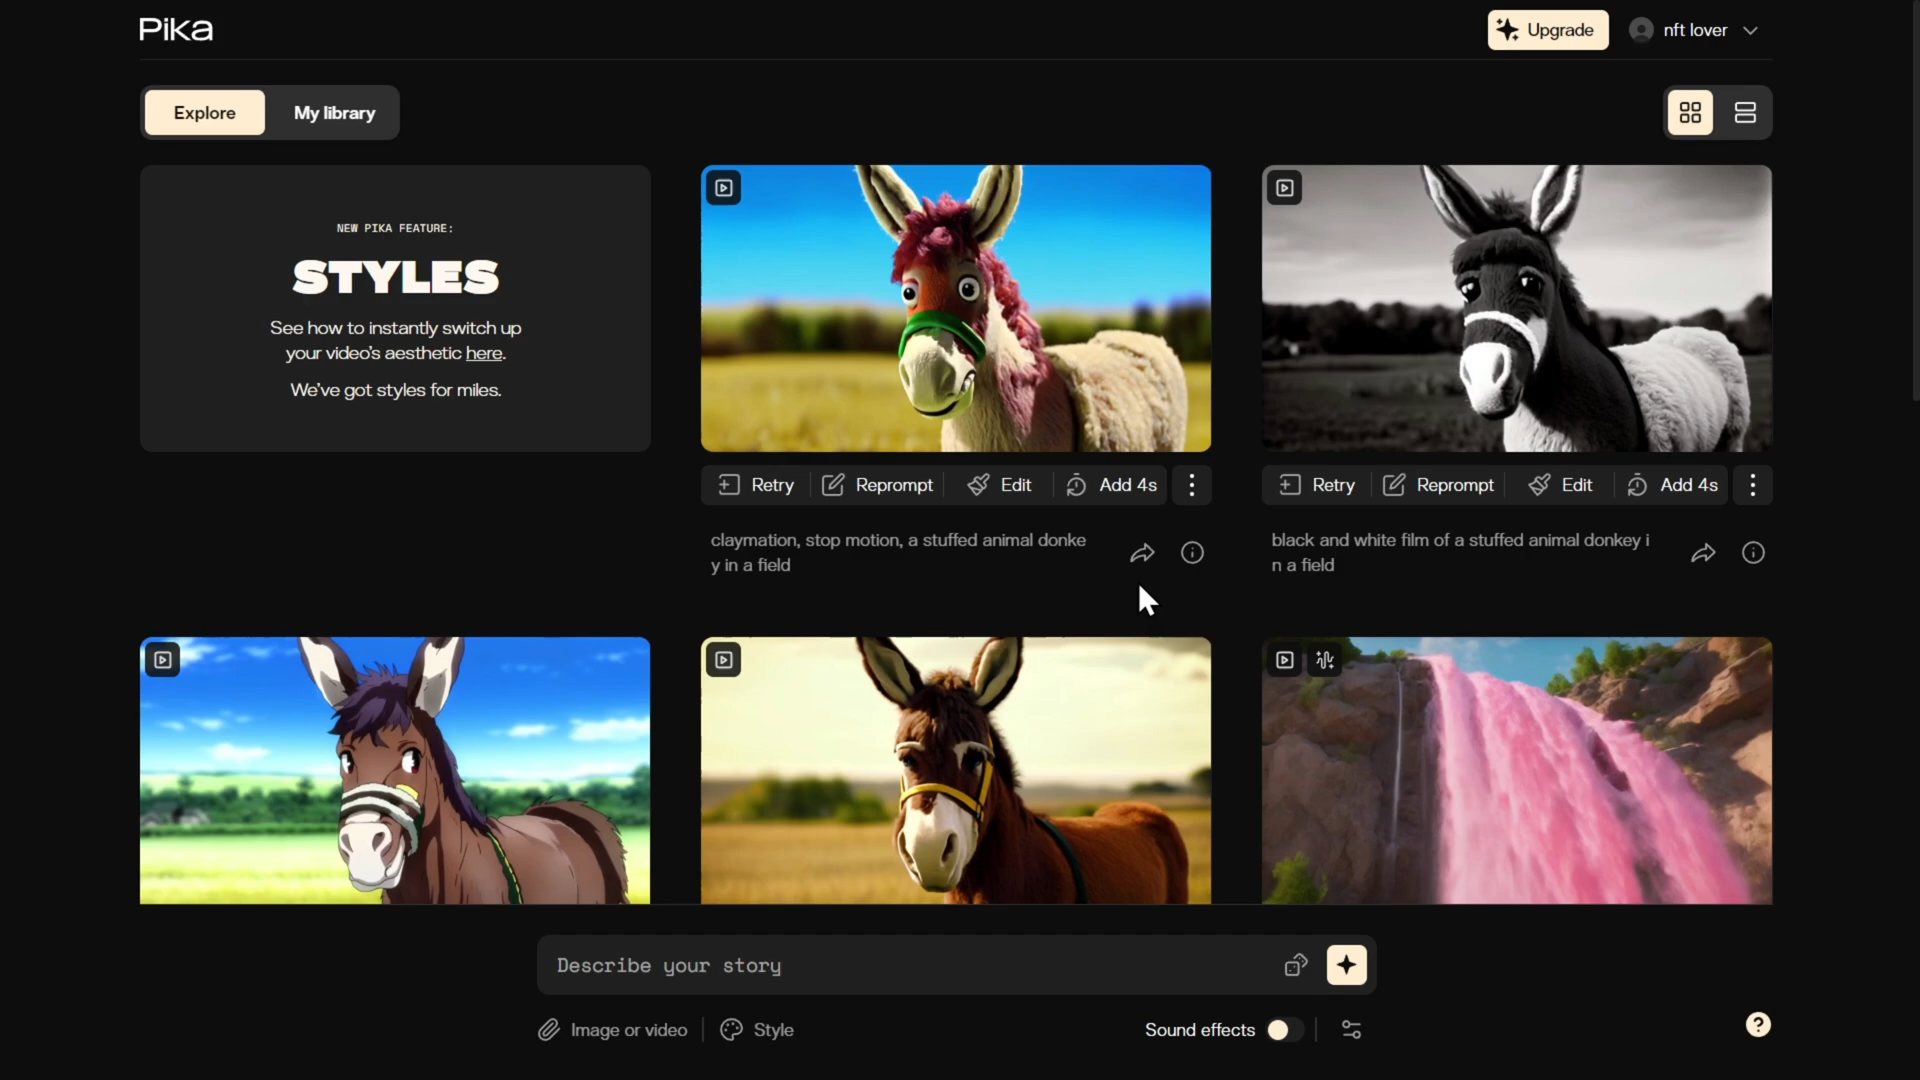 Pika
Upgrade
nft lover
Explore
My library
NEW PIKA FEATURE:
STYLES
See how to instantly switch up
your video's aesthetic here.
We've got styles for miles.
Retry
Reprompt
Edit
Add 4s
Retry
Reprompt
Edit
Add 4s
claymation, stop motion, a stuffed animal donke
y in a field
black and white film of a stuffed animal donkey i
n a field
Describe your story
Image or video
Style
Sound effects
?